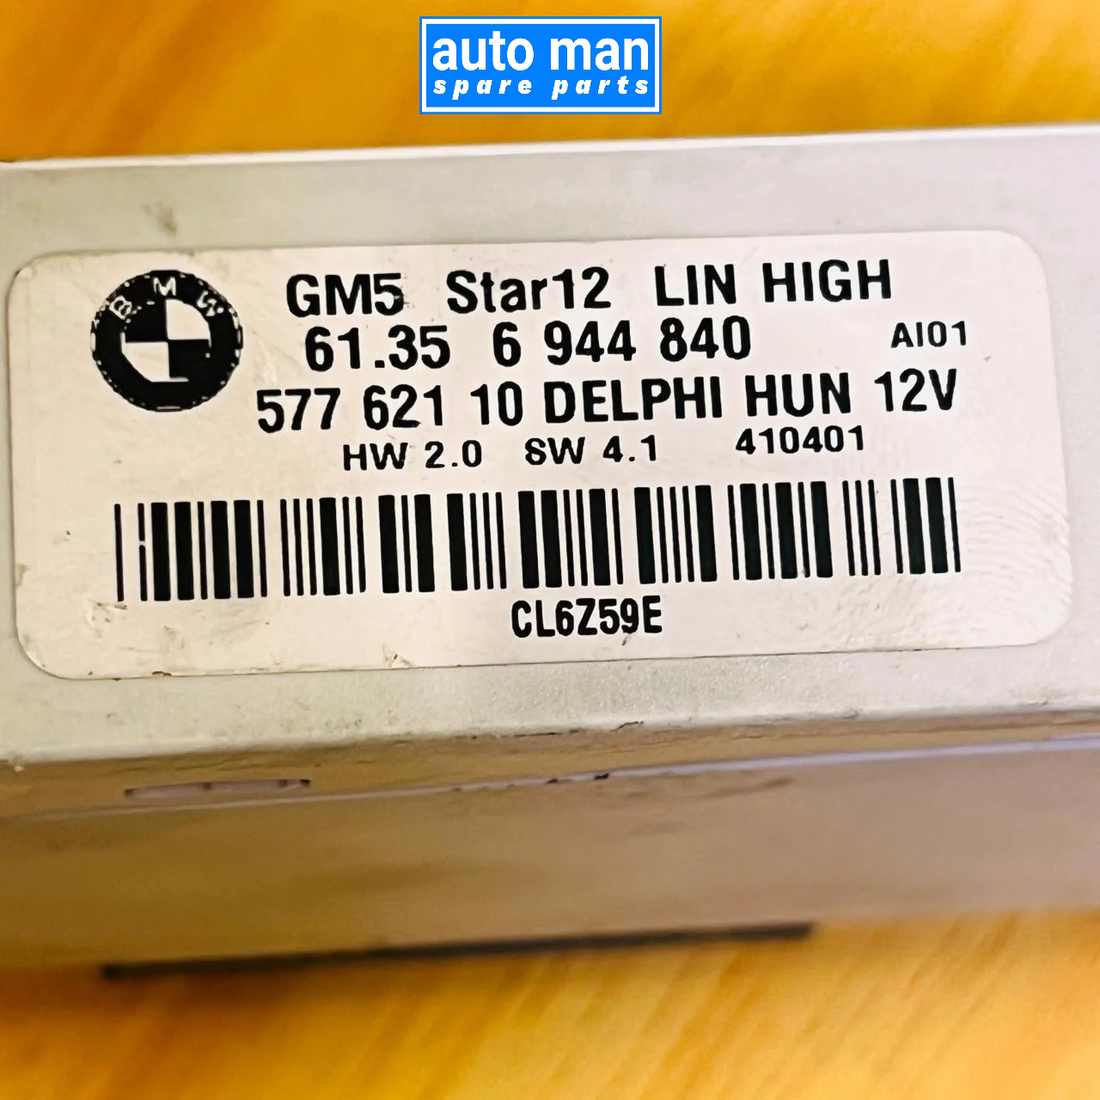 auto man
spare parts
BMW
GM5 Star12 LIN HIGH
61.35 6 944 840 AI01
577 621 10 DELPHI HUN 12V
HW 2.0 SW 4.1 410401
CL6Z59E